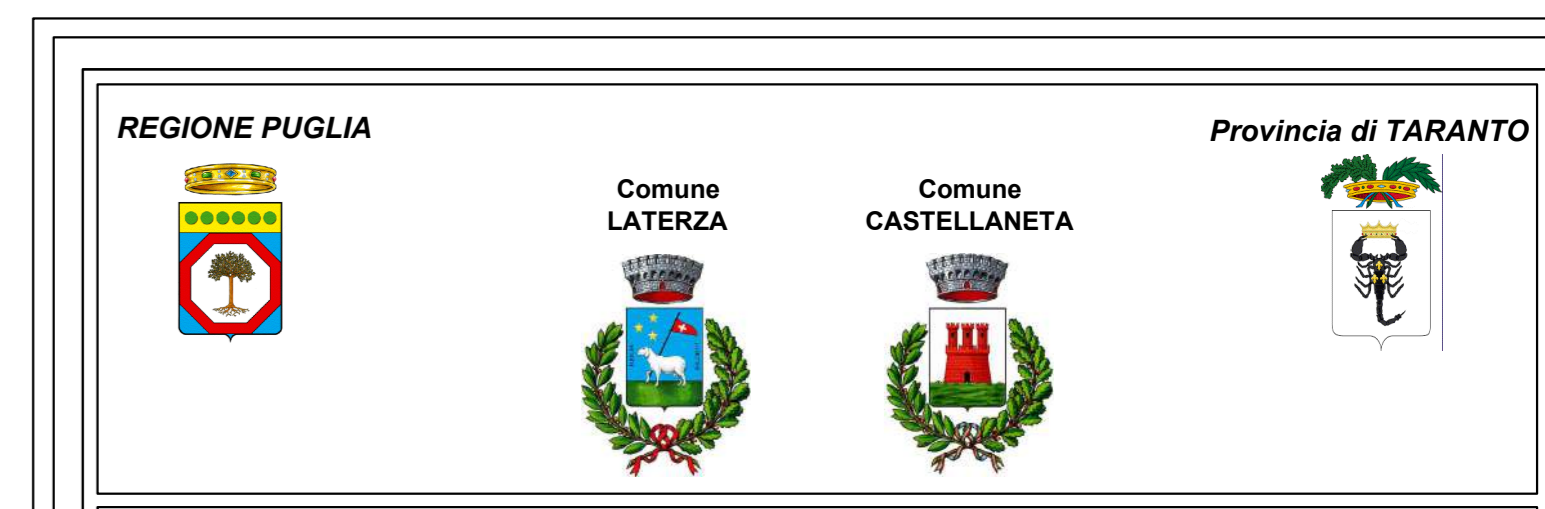 REGIONE PUGLIA
Provincia di TARANTO
Comune
LATERZA
Comune
CASTELLANETA